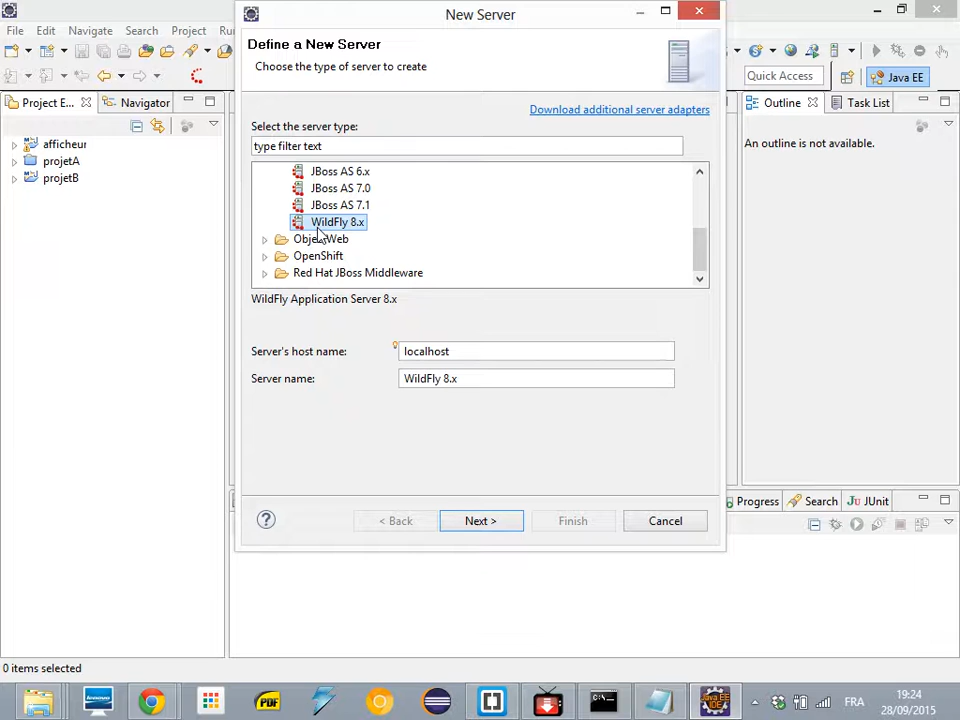 New Server
File Edit Navigate Search Project
Define a New Server
Choose the type of server to create
Quick Access
Java EE
Project E...
Navigator
Outline
Task List
Download additional server adapters
Select the server type:
type filter text
An outline is not available.
afficheur
projetA
projetB
JBoss AS 6.x
JBoss AS 7.0
JBoss AS 7.1
WildFly 8.x
OpenShift
Red Hat JBoss Middleware
WildFly Application Server 8.x
Server's host name:
localhost
Server name:
WildFly 8.x
Progress
Search
JUnit
< Back
Next >
Finish
Cancel
0 items selected
PDF
Java EE
IDE
FRA
19:24
28/09/2015